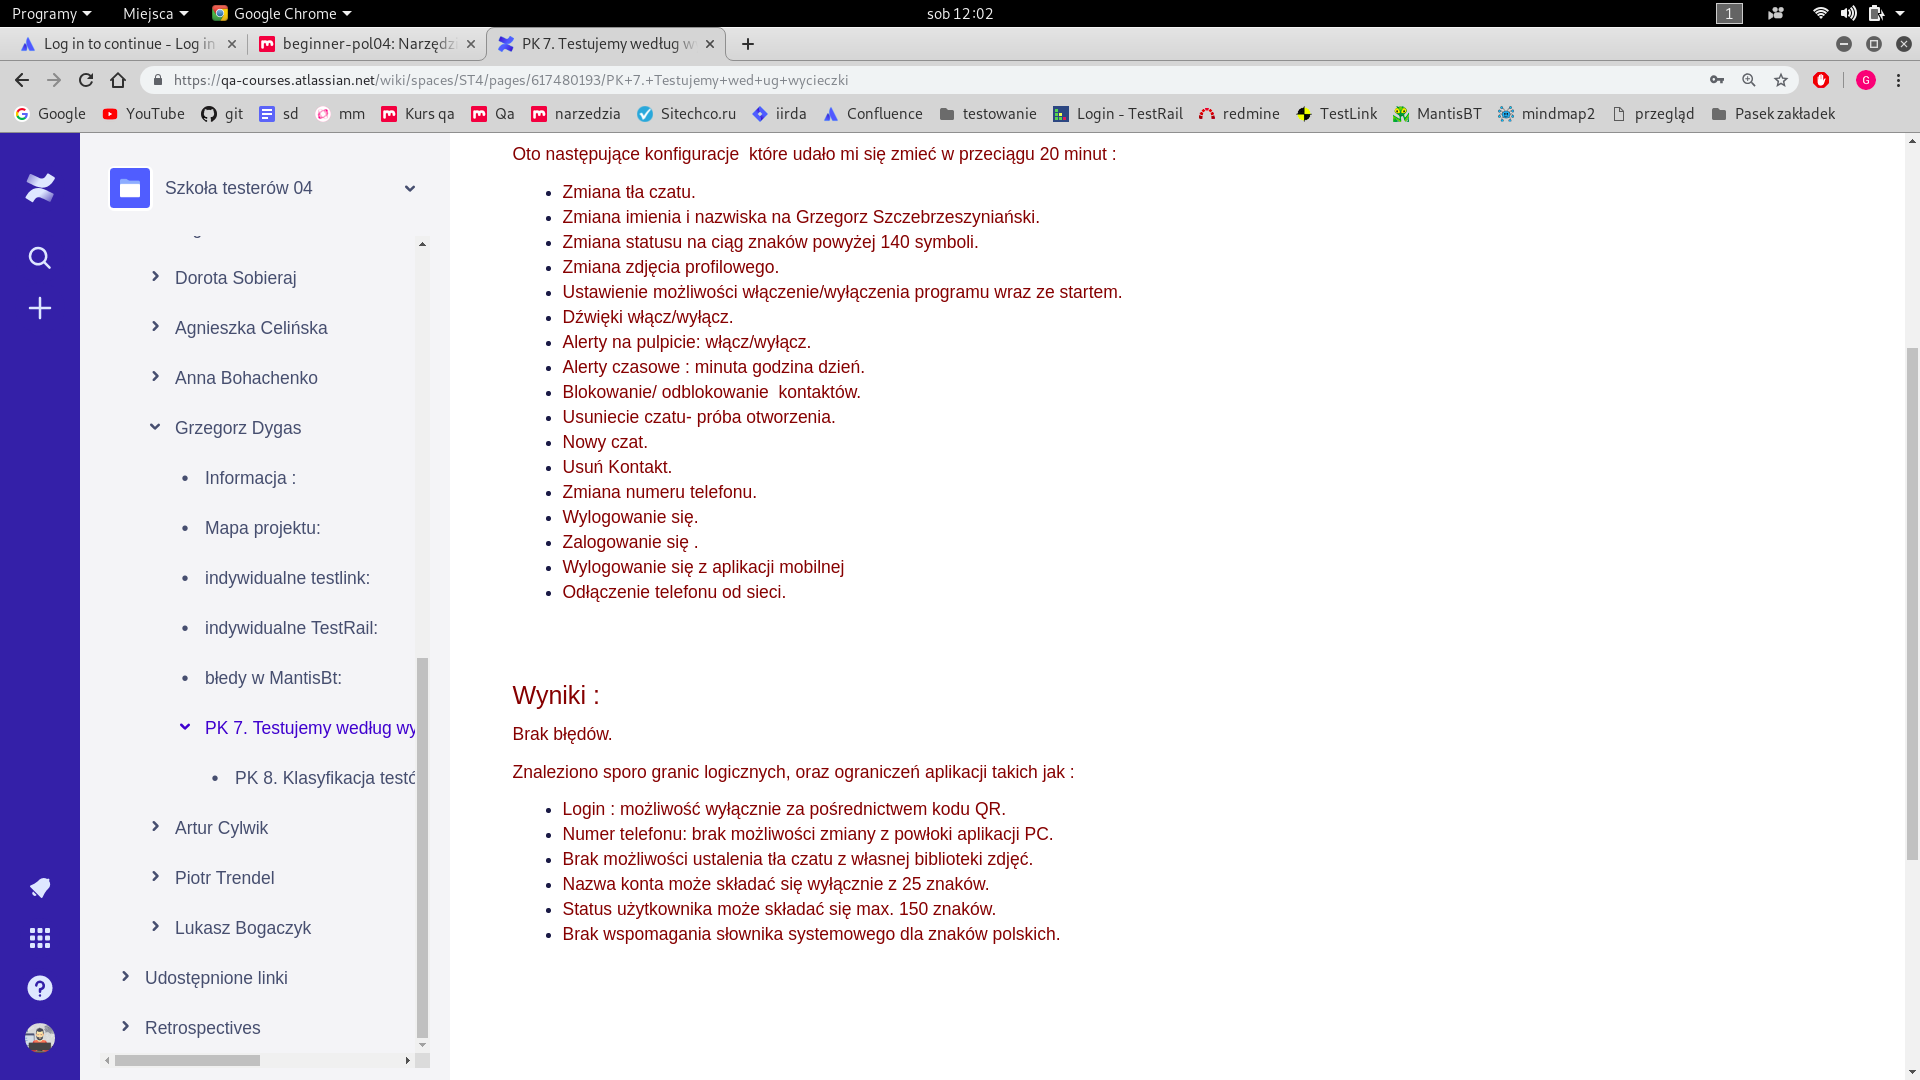 Programy Miejsca Google Chrome sob 12:02 1
Log in to continue - Log in beginner-pol04: Narzędzi PK 7. Testujemy według w
https://qa-courses.atlassian.net/wiki/spaces/ST4/pages/617480193/PK+7.+Testujemy+wed+ug+wycieczki G
Google YouTube git sd mm Kurs qa Qa narzedzia Sitechco.ru iirda Confluence testowanie Login - TestRail redmine TestLink MantisBT mindmap2 przegląd Pasek zakładek
Szkoła testerów 04
Dorota Sobieraj
Agnieszka Celińska
Anna Bohachenko
Grzegorz Dygas
Informacja :
Mapa projektu:
indywidualne testlink:
indywidualne TestRail:
błedy w MantisBt:
PK 7. Testujemy według wy
PK 8. Klasyfikacja testó
Artur Cylwik
Piotr Trendel
Lukasz Bogaczyk
Udostępnione linki
Retrospectives
Oto następujące konfiguracje  które udało mi się zmieć w przeciągu 20 minut :
Zmiana tła czatu.
Zmiana imienia i nazwiska na Grzegorz Szczebrzeszyniański.
Zmiana statusu na ciąg znaków powyżej 140 symboli.
Zmiana zdjęcia profilowego.
Ustawienie możliwości włączenie/wyłączenia programu wraz ze startem.
Dźwięki włącz/wyłącz.
Alerty na pulpicie: włącz/wyłącz.
Alerty czasowe : minuta godzina dzień.
Blokowanie/ odblokowanie  kontaktów.
Usuniecie czatu- próba otworzenia.
Nowy czat.
Usuń Kontakt.
Zmiana numeru telefonu.
Wylogowanie się.
Zalogowanie się .
Wylogowanie się z aplikacji mobilnej
Odłączenie telefonu od sieci.
Wyniki :
Brak błędów.
Znaleziono sporo granic logicznych, oraz ograniczeń aplikacji takich jak :
Login : możliwość wyłącznie za pośrednictwem kodu QR.
Numer telefonu: brak możliwości zmiany z powłoki aplikacji PC.
Brak możliwości ustalenia tła czatu z własnej biblioteki zdjęć.
Nazwa konta może składać się wyłącznie z 25 znaków.
Status użytkownika może składać się max. 150 znaków.
Brak wspomagania słownika systemowego dla znaków polskich.